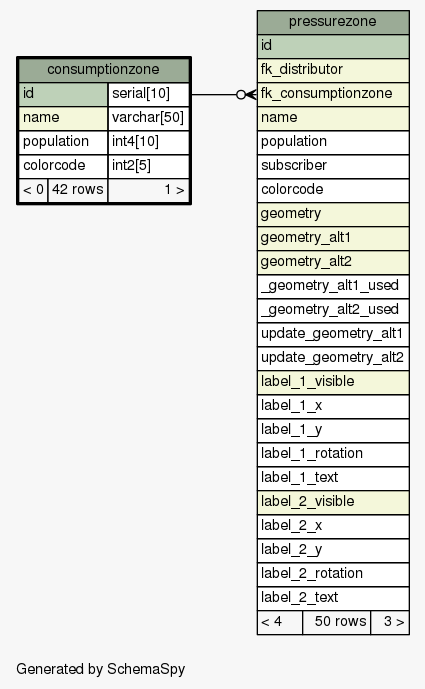 consumptionzone
id serial[10]
name varchar[50]
population int4[10]
colorcode int2[5]
< 0 42 rows 1 >
pressurezone
id
fk_distributor
fk_consumptionzone
name
population
subscriber
colorcode
geometry
geometry_alt1
geometry_alt2
_geometry_alt1_used
_geometry_alt2_used
update_geometry_alt1
update_geometry_alt2
label_1_visible
label_1_x
label_1_y
label_1_rotation
label_1_text
label_2_visible
label_2_x
label_2_y
label_2_rotation
label_2_text
< 4 50 rows 3 >
Generated by SchemaSpy